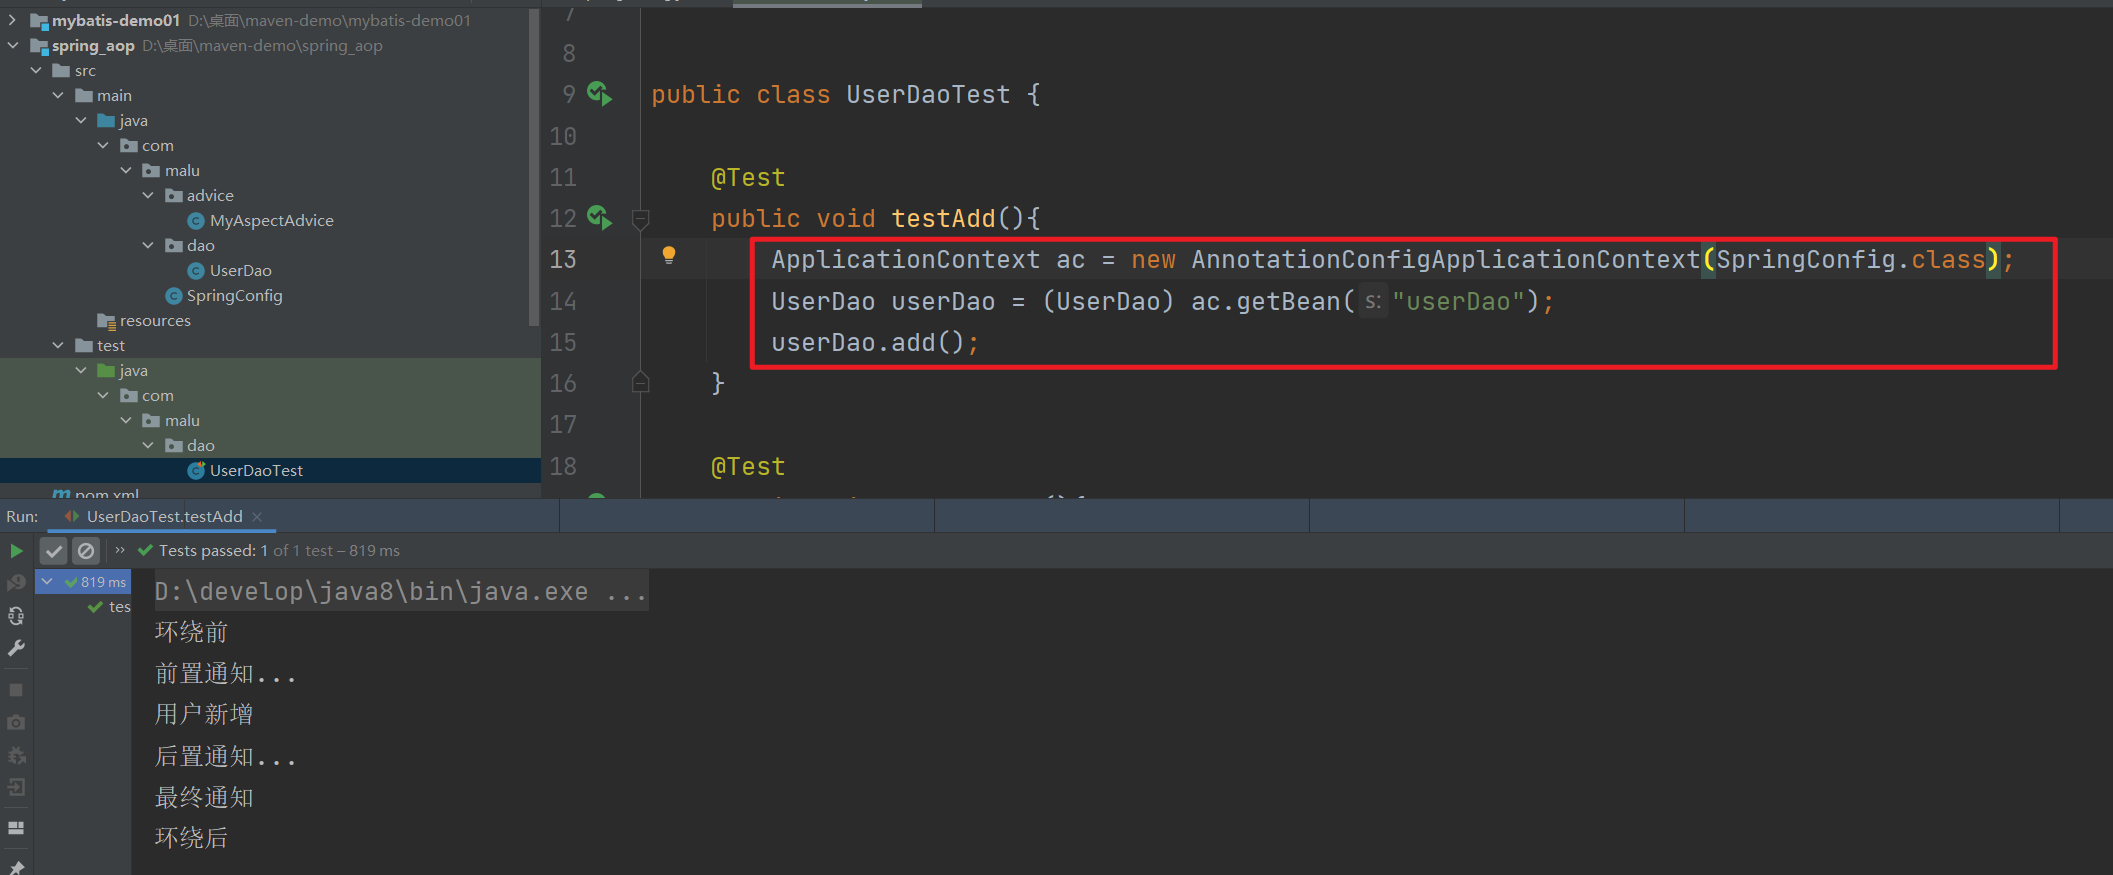 mybatis-demo01 D:\桌面\maven-demo\mybatis-demo01
spring_aop D:\桌面\maven-demo\spring_aop
src
main
java
com
malu
advice
MyAspectAdvice
dao
UserDao
SpringConfig
resources
test
java
com
malu
dao
UserDaoTest
pom.xml
7
8
9 public class UserDaoTest {
10
11 @Test
12 public void testAdd(){
13 ApplicationContext ac = new AnnotationConfigApplicationContext(SpringConfig.class);
14 UserDao userDao = (UserDao) ac.getBean( s: "userDao");
15 userDao.add();
16 }
17
18 @Test
Run: UserDaoTest.testAdd
Tests passed: 1 of 1 test – 819 ms
819 ms
tes
D:\develop\java8\bin\java.exe ...
环绕前
前置通知...
用户新增
后置通知...
最终通知
环绕后